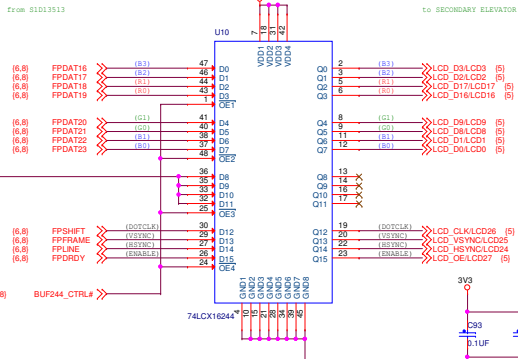 from S1D13513
to SECONDARY ELEVATOR
U10
7 18 31 42
VDD1 VDD2 VDD3 VDD4
(6,8) FPDAT16 (B3) 47 D0 Q0 2 (B3) LCD_D3/LCD3 (5)
(6,8) FPDAT17 (B2) 46 D1 Q1 3 (B2) LCD_D2/LCD2 (5)
(6,8) FPDAT18 (R1) 44 D2 Q2 5 (R1) LCD_D17/LCD17 (5)
(6,8) FPDAT19 (R0) 43 D3 Q3 6 (R0) LCD_D16/LCD16 (5)
1 OE1
(6,8) FPDAT20 (G1) 41 D4 Q4 8 (G1) LCD_D9/LCD9 (5)
(6,8) FPDAT21 (G0) 40 D5 Q5 9 (G0) LCD_D8/LCD8 (5)
(6,8) FPDAT22 (B1) 38 D6 Q6 11 (B1) LCD_D1/LCD1 (5)
(6,8) FPDAT23 (B0) 37 D7 Q7 12 (B0) LCD_D0/LCD0 (5)
48 OE2
36 D8 Q8 13
35 D9 Q9 14
33 D10 Q10 16
32 D11 Q11 17
25 OE3
(6,8) FPSHIFT (DOTCLK) 30 D12 Q12 19 (DOTCLK) LCD_CLK/LCD26 (5)
(6,8) FPFRAME (VSYNC) 29 D13 Q13 20 (VSYNC) LCD_VSYNC/LCD25
(6,8) FPLINE (HSYNC) 27 D14 Q14 22 (HSYNC) LCD_HSYNC/LCD24
(6,8) FPDRDY (ENABLE) 26 D15 Q15 23 (ENABLE) LCD_OE/LCD27 (5)
24 OE4
3V3
8) BUF244_CTRL#
GND1 GND2 GND3 GND4 GND5 GND6 GND7 GND8
4 10 15 21 28 34 39 45
74LCX16244
C93
0.1UF